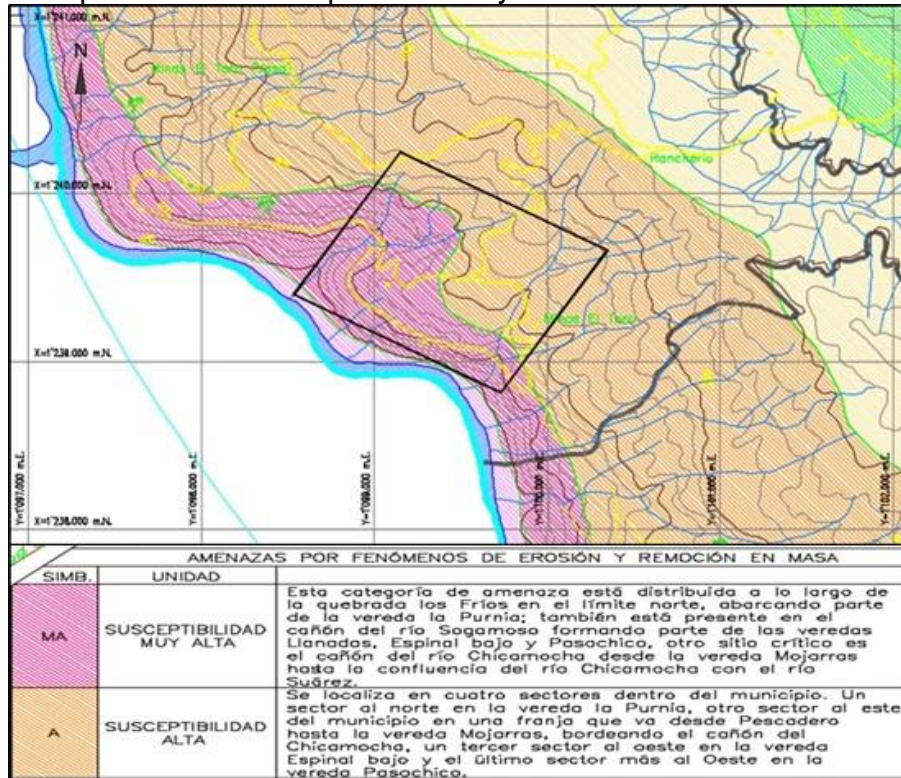 X=1'241.000 m.N.
N
Minas El Toco
X=1'240.000 m.N.
Rancheria
Minas El Toco
X=1'239.000 m.N.
Y=1'097.000 m.E.
Y=1'098.000 m.E.
Y=1'099.000 m.E.
Y=1'100.000 m.E.
Y=1'101.000 m.E.
Y=1'102.000 m.E.
X=1'238.000 m.N.
AMENAZAS POR FENÓMENOS DE EROSIÓN Y REMOCIÓN EN MASA
SIMB.
UNIDAD
MA
SUSCEPTIBILIDAD
MUY ALTA
Esta categoría de amenaza está distribuida a lo largo de
la quebrada los Fríos en el límite norte, abarcando parte
de la vereda la Purnia; también está presente en el
cañón del río Sogamoso formando parte de las veredas
Llanadas, Espinal bajo y Pasochico, otro sitio crítico es
el cañón del río Chicamocha desde la vereda Mojarras
hasta la confluencia del río Chicamocha con el río
Suárez.
A
SUSCEPTIBILIDAD
ALTA
Se localiza en cuatro sectores dentro del municipio. Un
sector al norte en la vereda la Purnia, otro sector al este
del municipio en una franja que va desde Pescadero
hasta la vereda Mojarras, bordeando el cañón del
Chicamocha, un tercer sector al oeste en la vereda
Espinal bajo y el último sector más al Oeste en la
vereda Pasochico.